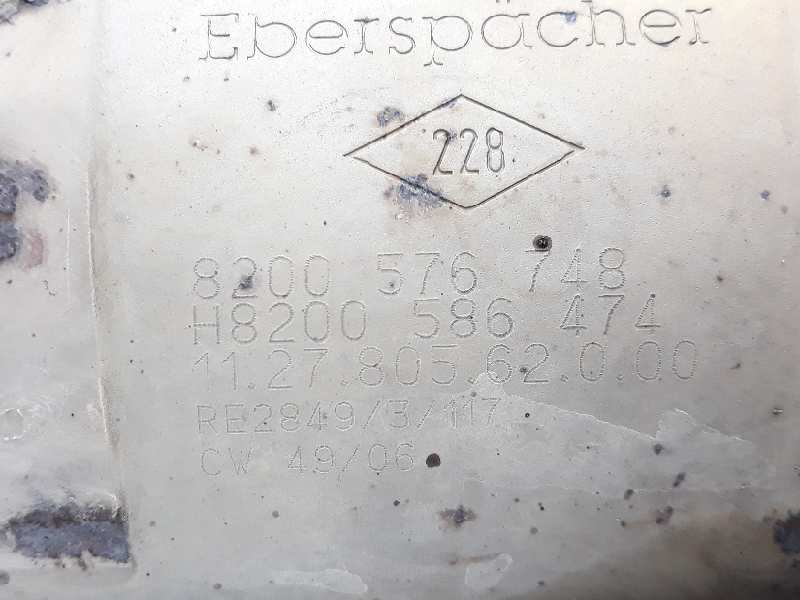 Eberspächer
228
8200 576 748
H8200 586 474
11.27.805.62.0.00
RE2849/3/117
CW 49/06